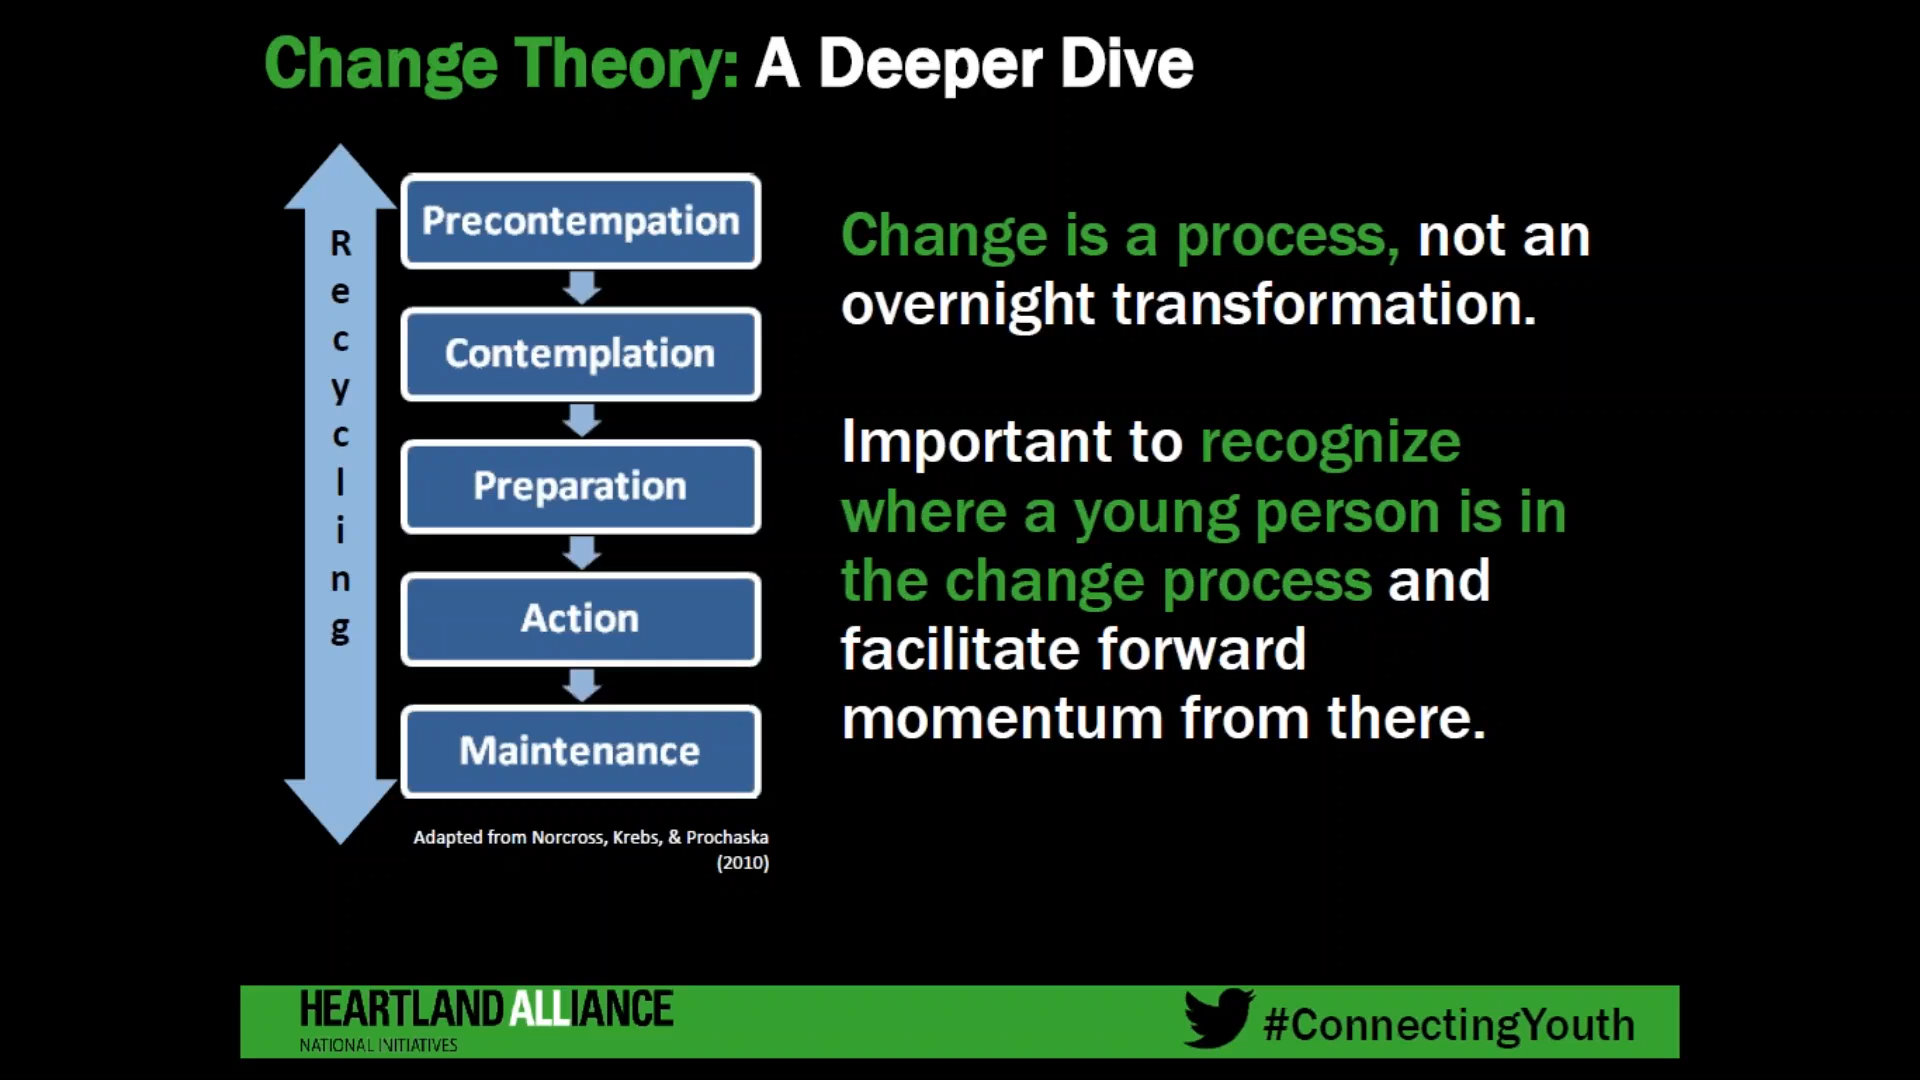 Change Theory: A Deeper Dive
Recycling
Precontempation
Contemplation
Preparation
Action
Maintenance
Adapted from Norcross, Krebs, & Prochaska
(2010)
Change is a process, not an
overnight transformation.
Important to recognize
where a young person is in
the change process and
facilitate forward
momentum from there.
HEARTLAND ALLIANCE
NATIONAL INITIATIVES
#ConnectingYouth